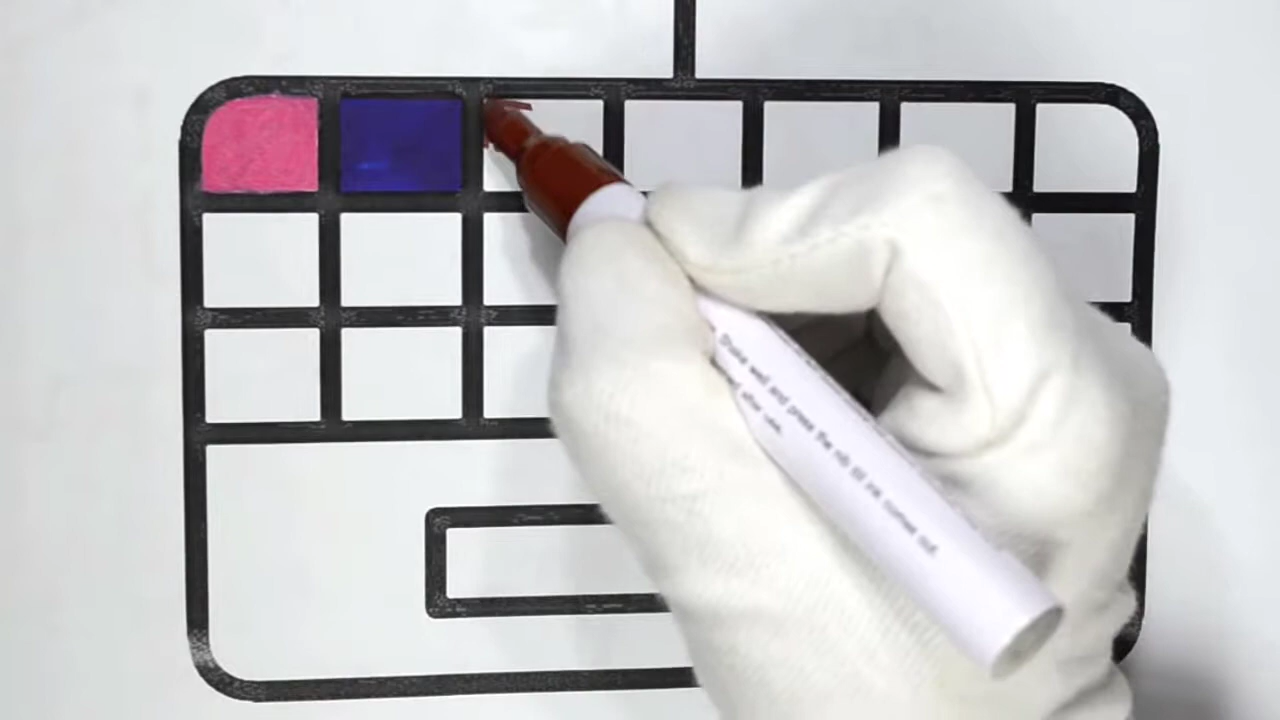 Shake well and press the nib till ink comes out.
after use.